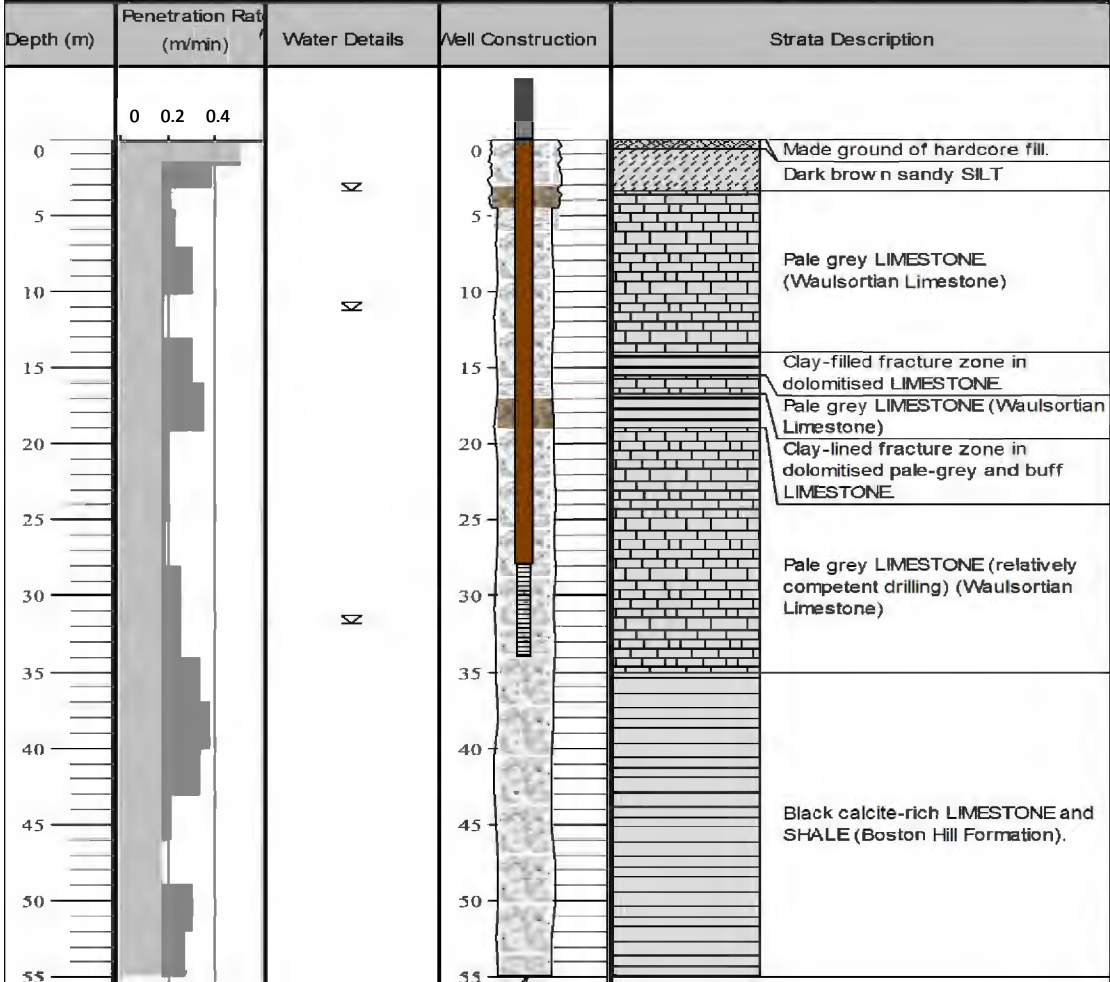 Depth (m)
Penetration Rat
(m/min)
Water Details
Well Construction
Strata Description
0 0.2 0.4
0
5
10
15
20
25
30
35
40
45
50
55
0
5
10
15
20
25
30
35
40
45
50
55
Made ground of hardcore fill.
Dark brown sandy SILT
Pale grey LIMESTONE
(Waulsortian Limestone)
Clay-filled fracture zone in
dolomitised LIMESTONE.
Pale grey LIMESTONE (Waulsortian
Limestone)
Clay-lined fracture zone in
dolomitised pale-grey and buff
LIMESTONE.
Pale grey LIMESTONE (relatively
competent drilling) (Waulsortian
Limestone)
Black calcite-rich LIMESTONE and
SHALE (Boston Hill Formation).